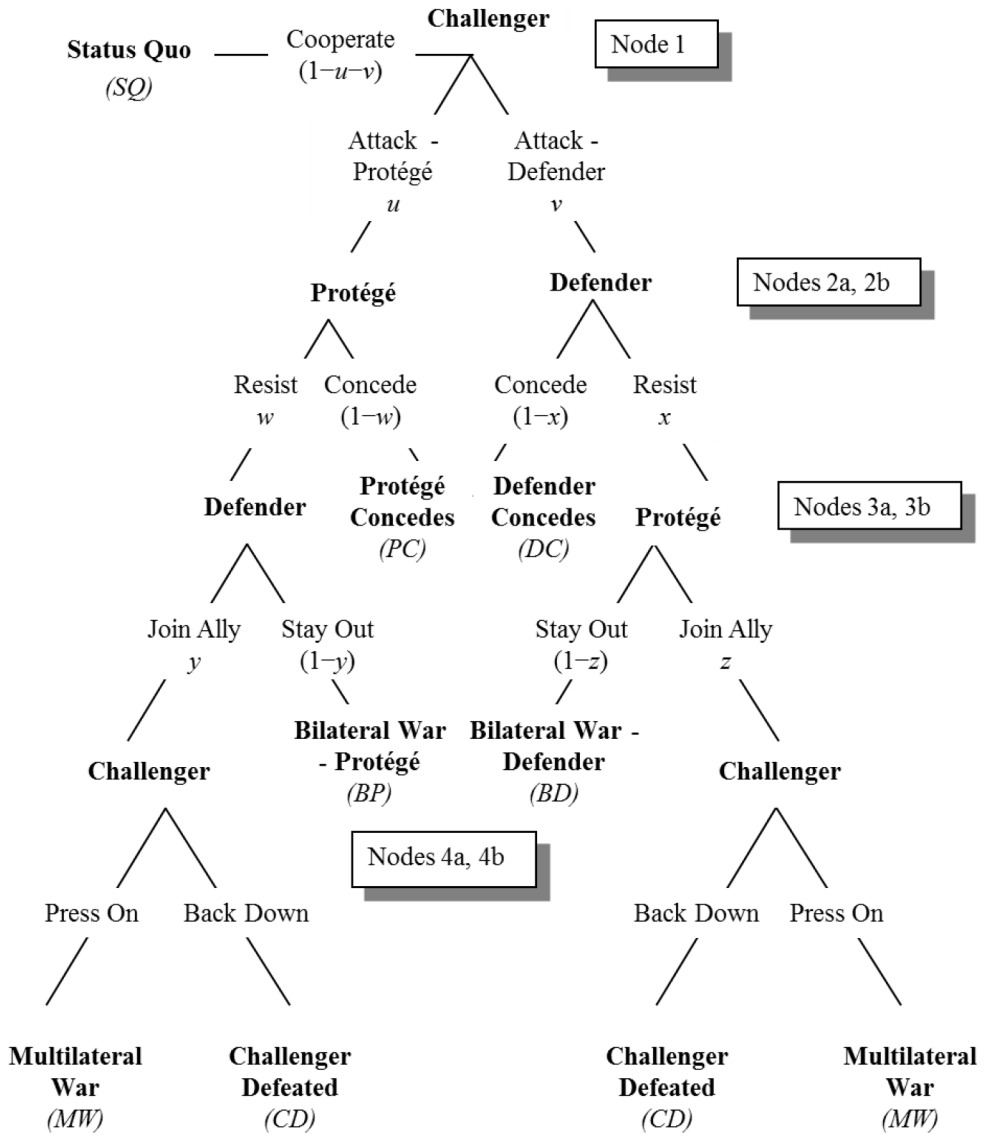 Challenger
Node 1
Status Quo
(SQ)
Cooperate
(1−u−v)
Attack -
Protégé
u
Attack -
Defender
v
Nodes 2a, 2b
Protégé
Defender
Resist
w
Concede
(1−w)
Concede
(1−x)
Resist
x
Nodes 3a, 3b
Defender
Protégé
Concedes
(PC)
Defender
Concedes
(DC)
Protégé
Join Ally
y
Stay Out
(1−y)
Stay Out
(1−z)
Join Ally
z
Challenger
Bilateral War
- Protégé
(BP)
Bilateral War -
Defender
(BD)
Challenger
Nodes 4a, 4b
Press On
Back Down
Back Down
Press On
Multilateral
War
(MW)
Challenger
Defeated
(CD)
Challenger
Defeated
(CD)
Multilateral
War
(MW)